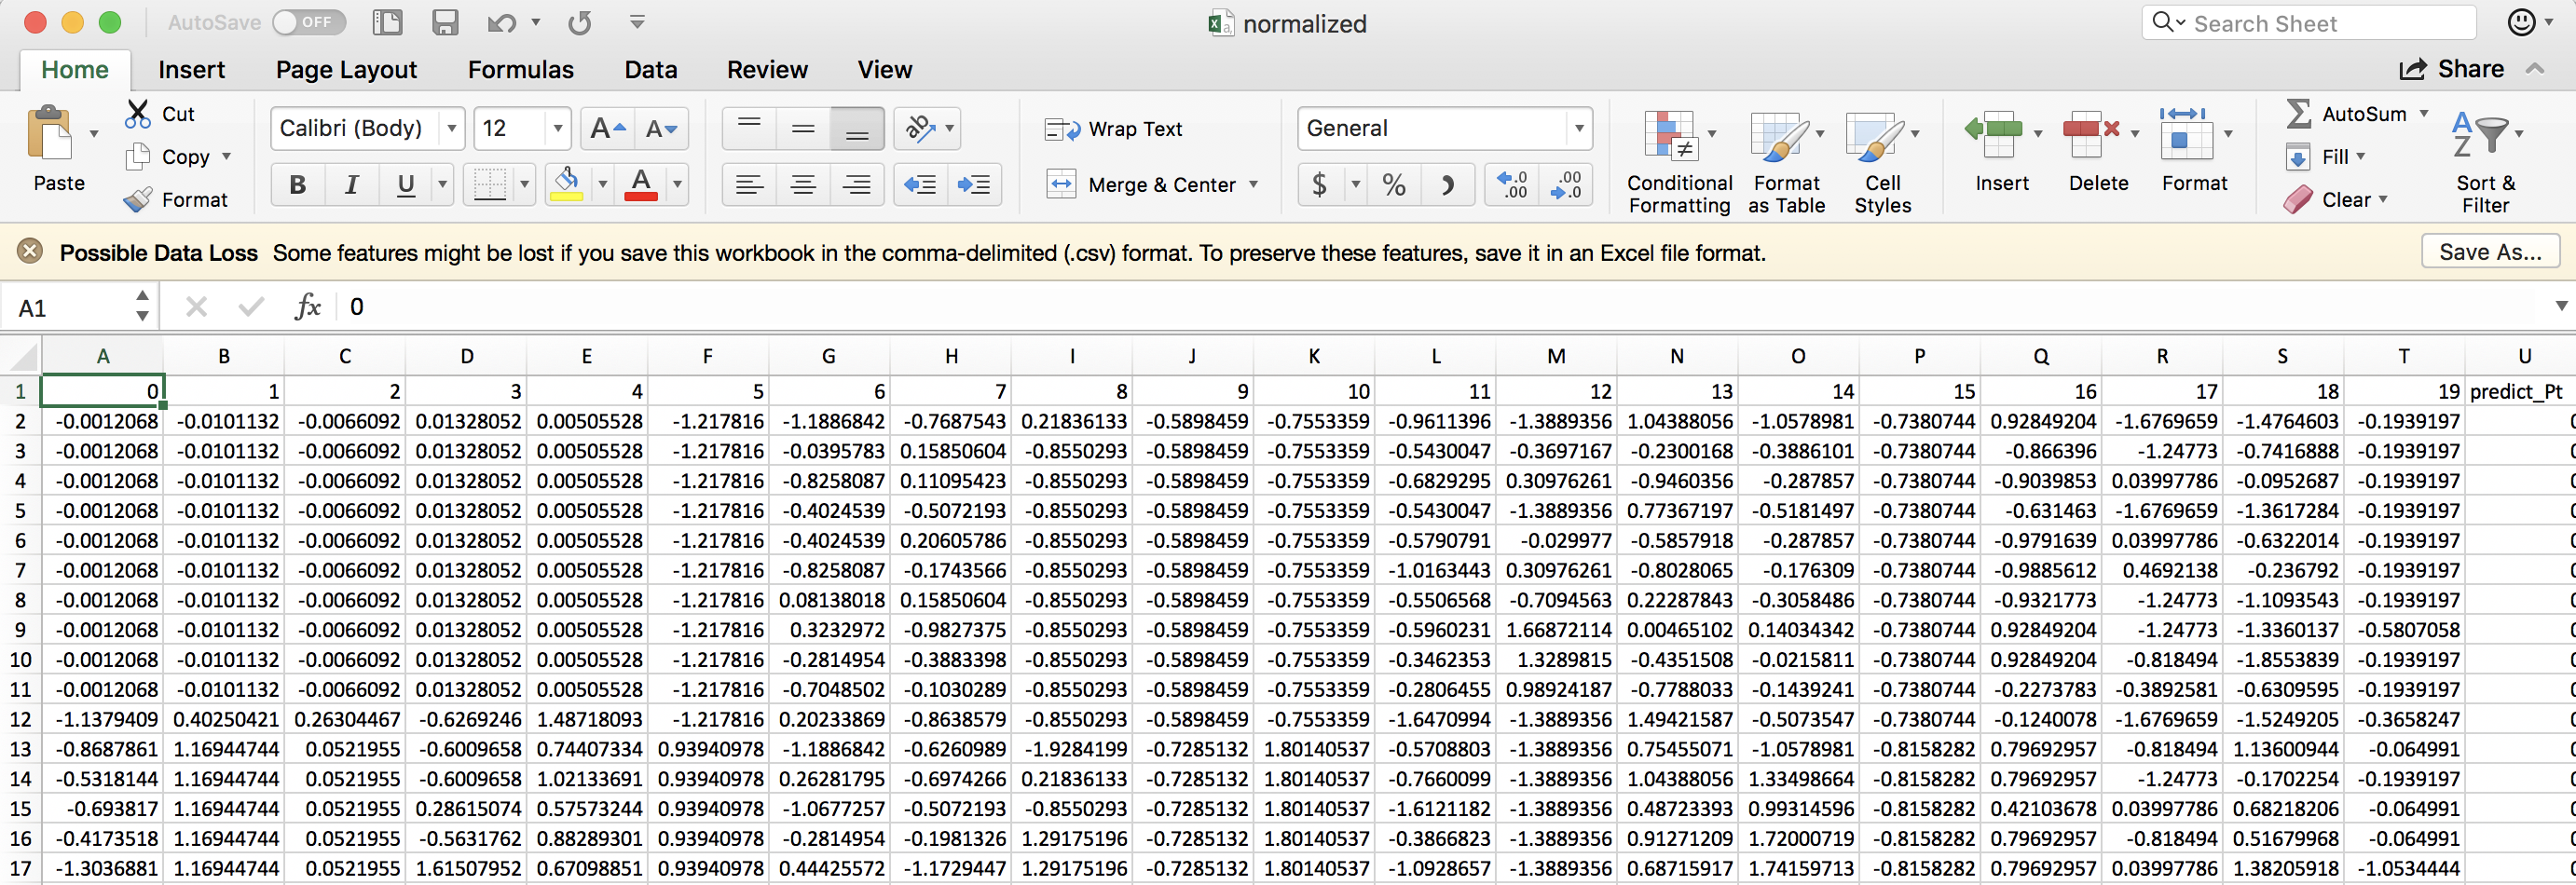 AutoSave OFF normalized Search Sheet
Home Insert Page Layout Formulas Data Review View Share
Paste Cut Copy Format
Calibri (Body) 12 A A
B I U A
ab Wrap Text
Merge & Center
General
$ % .0 .00 .00 .0
Conditional Formatting Format as Table Cell Styles
Insert Delete Format
AutoSum Fill Clear
Sort & Filter
Possible Data Loss Some features might be lost if you save this workbook in the comma-delimited (.csv) format. To preserve these features, save it in an Excel file format. Save As...
A1 fx 0
A B C D E F G H I J K L M N O P Q R S T U
1 0 1 2 3 4 5 6 7 8 9 10 11 12 13 14 15 16 17 18 19 predict_Pt
2 -0.0012068 -0.0101132 -0.0066092 0.01328052 0.00505528 -1.217816 -1.1886842 -0.7687543 0.21836133 -0.5898459 -0.7553359 -0.9611396 -1.3889356 1.04388056 -1.0578981 -0.7380744 0.92849204 -1.6769659 -1.4764603 -0.1939197
3 -0.0012068 -0.0101132 -0.0066092 0.01328052 0.00505528 -1.217816 -0.0395783 0.15850604 -0.8550293 -0.5898459 -0.7553359 -0.5430047 -0.3697167 -0.2300168 -0.3886101 -0.7380744 -0.866396 -1.24773 -0.7416888 -0.1939197
4 -0.0012068 -0.0101132 -0.0066092 0.01328052 0.00505528 -1.217816 -0.8258087 0.11095423 -0.8550293 -0.5898459 -0.7553359 -0.6829295 0.30976261 -0.9460356 -0.287857 -0.7380744 -0.9039853 0.03997786 -0.0952687 -0.1939197
5 -0.0012068 -0.0101132 -0.0066092 0.01328052 0.00505528 -1.217816 -0.4024539 -0.5072193 -0.8550293 -0.5898459 -0.7553359 -0.5430047 -1.3889356 0.77367197 -0.5181497 -0.7380744 -0.631463 -1.6769659 -1.3617284 -0.1939197
6 -0.0012068 -0.0101132 -0.0066092 0.01328052 0.00505528 -1.217816 -0.4024539 0.20605786 -0.8550293 -0.5898459 -0.7553359 -0.5790791 -0.029977 -0.5857918 -0.287857 -0.7380744 -0.9791639 0.03997786 -0.6322014 -0.1939197
7 -0.0012068 -0.0101132 -0.0066092 0.01328052 0.00505528 -1.217816 -0.8258087 -0.1743566 -0.8550293 -0.5898459 -0.7553359 -1.0163443 0.30976261 -0.8028065 -0.176309 -0.7380744 -0.9885612 0.4692138 -0.236792 -0.1939197
8 -0.0012068 -0.0101132 -0.0066092 0.01328052 0.00505528 -1.217816 0.08138018 0.15850604 -0.8550293 -0.5898459 -0.7553359 -0.5506568 -0.7094563 0.22287843 -0.3058486 -0.7380744 -0.9321773 -1.24773 -1.1093543 -0.1939197
9 -0.0012068 -0.0101132 -0.0066092 0.01328052 0.00505528 -1.217816 0.3232972 -0.9827375 -0.8550293 -0.5898459 -0.7553359 -0.5960231 1.66872114 0.00465102 0.14034342 -0.7380744 0.92849204 -1.24773 -1.3360137 -0.5807058
10 -0.0012068 -0.0101132 -0.0066092 0.01328052 0.00505528 -1.217816 -0.2814954 -0.3883398 -0.8550293 -0.5898459 -0.7553359 -0.3462353 1.3289815 -0.4351508 -0.0215811 -0.7380744 0.92849204 -0.818494 -1.8553839 -0.1939197
11 -0.0012068 -0.0101132 -0.0066092 0.01328052 0.00505528 -1.217816 -0.7048502 -0.1030289 -0.8550293 -0.5898459 -0.7553359 -0.2806455 0.98924187 -0.7788033 -0.1439241 -0.7380744 -0.2273783 -0.3892581 -0.6309595 -0.1939197
12 -1.1379409 0.40250421 0.26304467 -0.6269246 1.48718093 -1.217816 0.20233869 -0.8638579 -0.8550293 -0.5898459 -0.7553359 -1.6470994 -1.3889356 1.49421587 -0.5073547 -0.7380744 -0.1240078 -1.6769659 -1.5249205 -0.3658247
13 -0.8687861 1.16944744 0.0521955 -0.6009658 0.74407334 0.93940978 -1.1886842 -0.6260989 -1.9284199 -0.7285132 1.80140537 -0.5708803 -1.3889356 0.75455071 -1.0578981 -0.8158282 0.79692957 -0.818494 1.13600944 -0.064991
14 -0.5318144 1.16944744 0.0521955 -0.6009658 1.02133691 0.93940978 0.26281795 -0.6974266 0.21836133 -0.7285132 1.80140537 -0.7660099 -1.3889356 1.04388056 1.33498664 -0.8158282 0.79692957 -1.24773 -0.1702254 -0.1939197
15 -0.693817 1.16944744 0.0521955 0.28615074 0.57573244 0.93940978 -1.0677257 -0.5072193 -0.8550293 -0.7285132 1.80140537 -1.6121182 -1.3889356 0.48723393 0.99314596 -0.8158282 0.42103678 0.03997786 0.68218206 -0.064991
16 -0.4173518 1.16944744 0.0521955 -0.5631762 0.88289301 0.93940978 -0.2814954 -0.1981326 1.29175196 -0.7285132 1.80140537 -0.3866823 -1.3889356 0.91271209 1.72000719 -0.8158282 0.79692957 -0.818494 0.51679968 -0.064991
17 -1.3036881 1.16944744 0.0521955 1.61507952 0.67098851 0.93940978 0.44425572 -1.1729447 1.29175196 -0.7285132 1.80140537 -1.0928657 -1.3889356 0.68715917 1.74159713 -0.8158282 0.79692957 0.03997786 1.38205918 -1.0534444